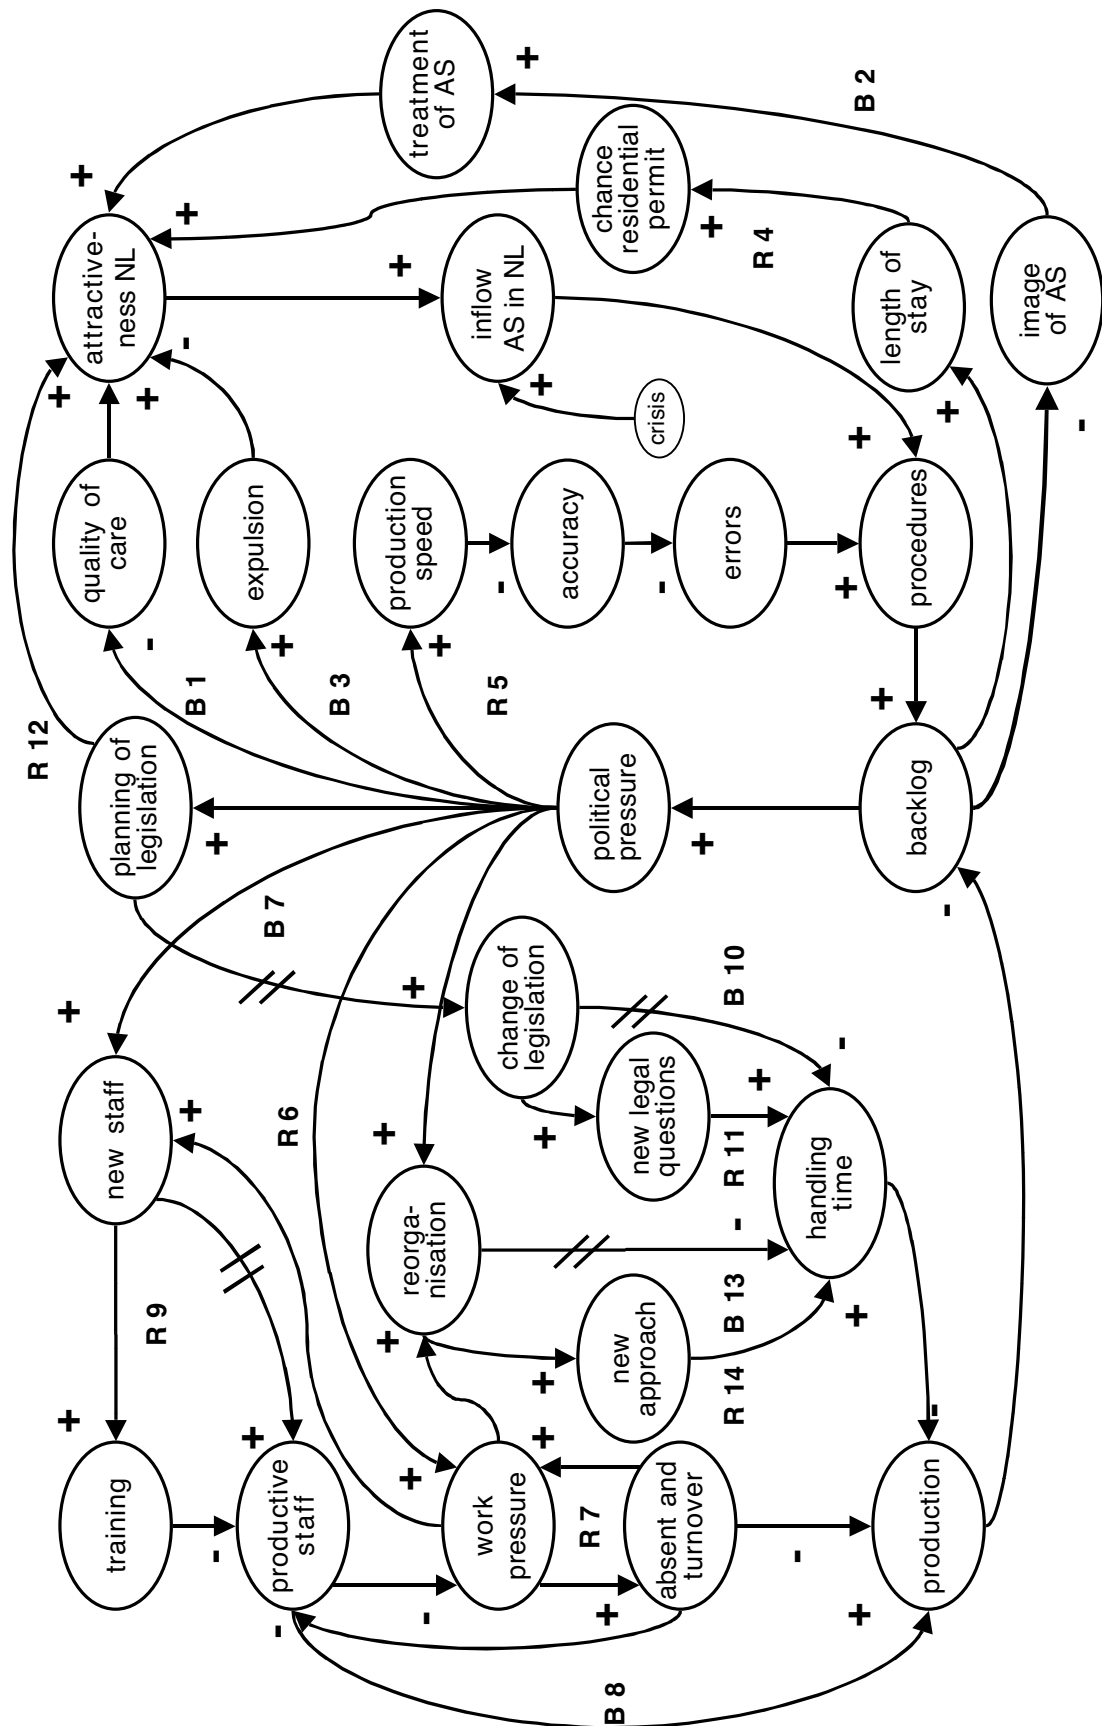 R 12
+
+
+
+
training
new staff
planning of
legislation
quality of
care
attractive-
ness NL
R 9
-
+
+
B 1
-
+
-
+
+
expulsion
B 7
+
-
productive
staff
R 6
B 3
+
+
+
+
+
production
speed
treatment
of AS
reorga-
nisation
-
+
work
pressure
change of
legislation
inflow
AS in NL
R 5
-
+
+
+
+
+
accuracy
R 7
political
pressure
chance
residential
permit
B 8
+
new
approach
new legal
questions
-
crisis
absent and
turnover
errors
+
+
R 14
B 13
-
R 11
B 10
+
R 4
-
handling
time
-
+
+
+
+
B 2
+
production
backlog
procedures
length of
stay
-
-
+
image
of AS
-